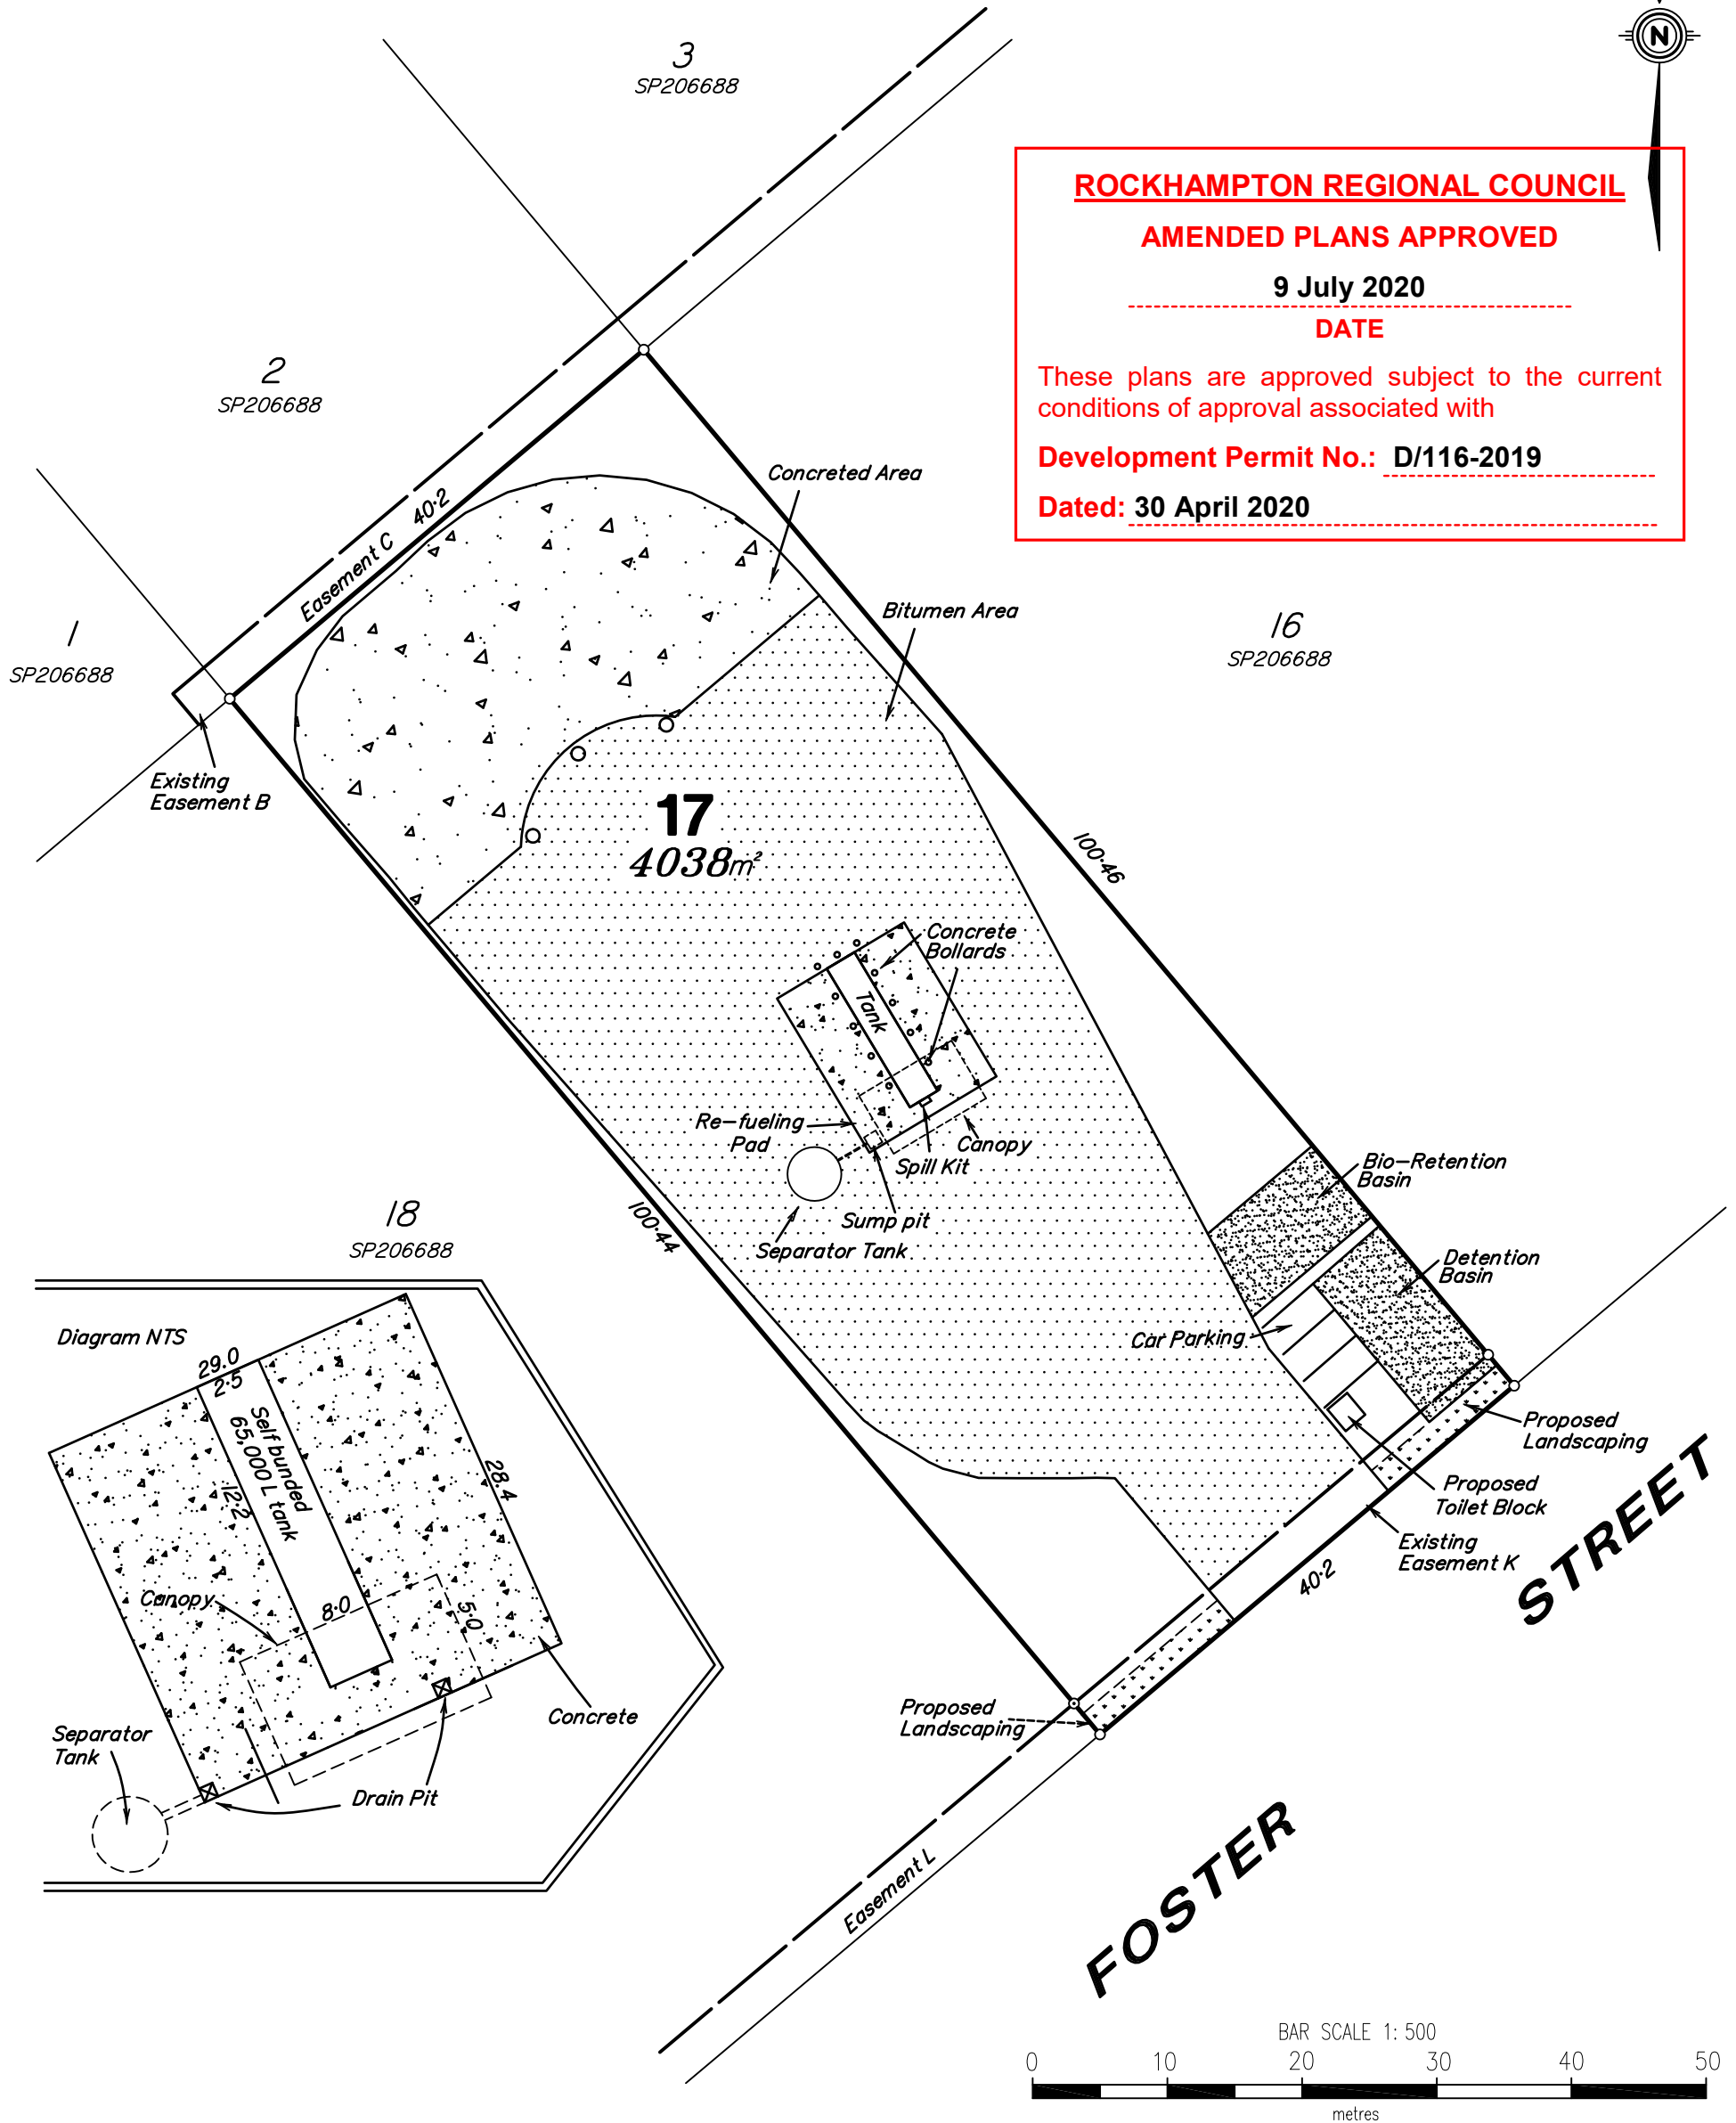 3
SP206688
N
ROCKHAMPTON REGIONAL COUNCIL
AMENDED PLANS APPROVED
9 July 2020
DATE
These plans are approved subject to the current
conditions of approval associated with
Development Permit No.: D/116-2019
Dated: 30 April 2020
2
SP206688
Concreted Area
40·2
Easement C
Bitumen Area
1
SP206688
16
SP206688
Existing
Easement B
17
4038m²
100·46
Concrete
Bollards
Tank
Re-fueling
Pad
Canopy
Spill Kit
Sump pit
Separator Tank
Bio-Retention
Basin
Detention
Basin
Car Parking
100·44
18
SP206688
Proposed
Landscaping
Proposed
Toilet Block
Existing
Easement K
40·2
Proposed
Landscaping
Easement L
FOSTER STREET
Diagram NTS
29.0
2·5
Self bunded
65,000 L tank
12·2
28.4
Canopy
8·0
5·0
Concrete
Separator
Tank
Drain Pit
BAR SCALE 1: 500
0 10 20 30 40 50
metres